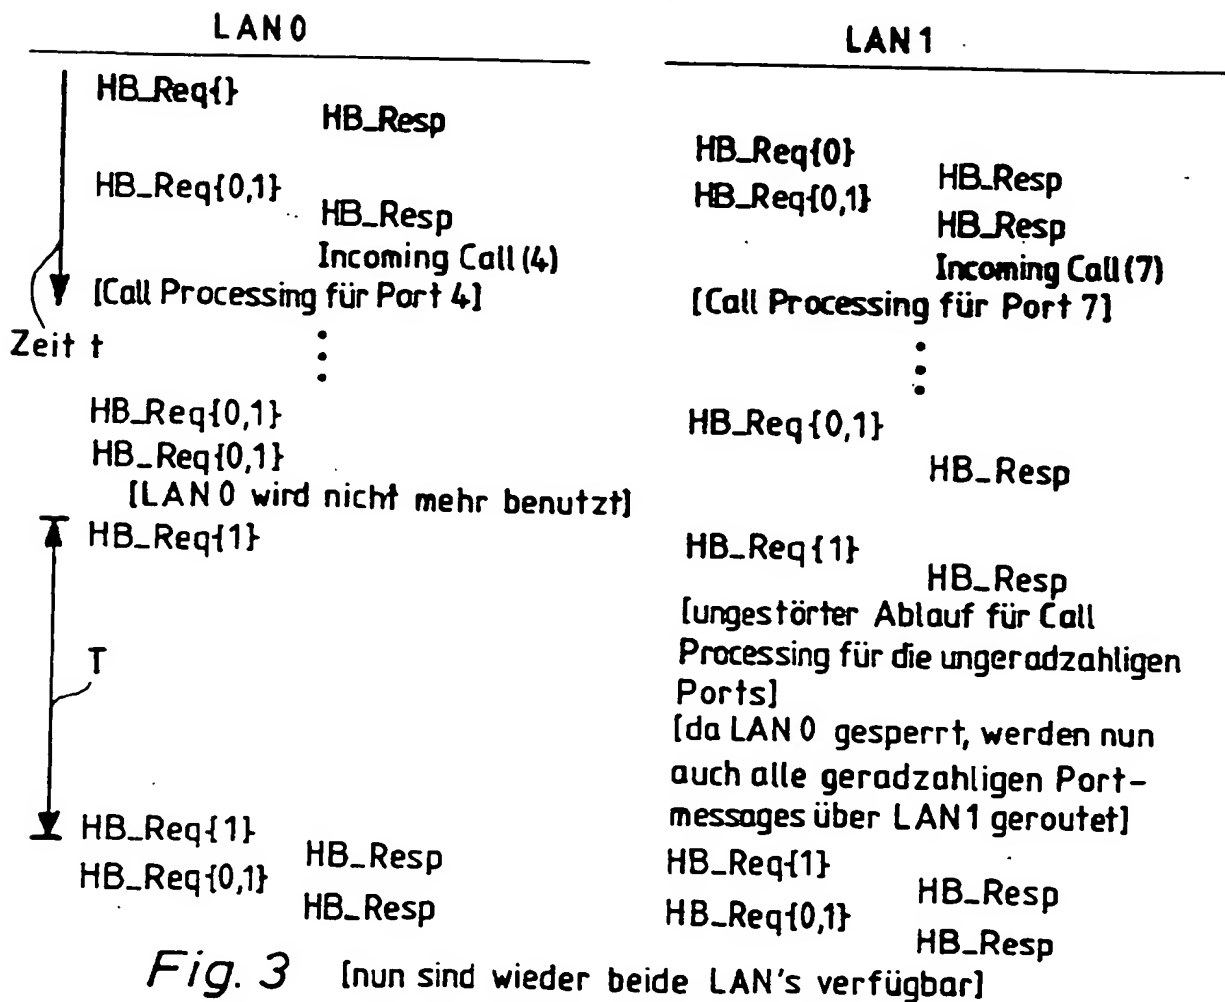 LAN 0
HB_Req{}
HB_Resp
HB_Req{0,1}
HB_Resp
Incoming Call (4)
[Call Processing für Port 4]
Zeit t
HB_Req{0,1}
HB_Req{0,1}
[LAN 0 wird nicht mehr benutzt]
HB_Req{1}
T
HB_Req{1}
HB_Resp
HB_Req{0,1}
HB_Resp
LAN 1
HB_Req{0}
HB_Resp
HB_Req{0,1}
HB_Resp
Incoming Call (7)
[Call Processing für Port 7]
HB_Req{0,1}
HB_Resp
HB_Req{1}
HB_Resp
[ungestörter Ablauf für Call
Processing für die ungeradzahligen
Ports]
[da LAN 0 gesperrt, werden nun
auch alle geradzahligen Port-
messages über LAN1 geroutet]
HB_Req{1}
HB_Resp
HB_Req{0,1}
HB_Resp
Fig. 3 [nun sind wieder beide LAN's verfügbar]